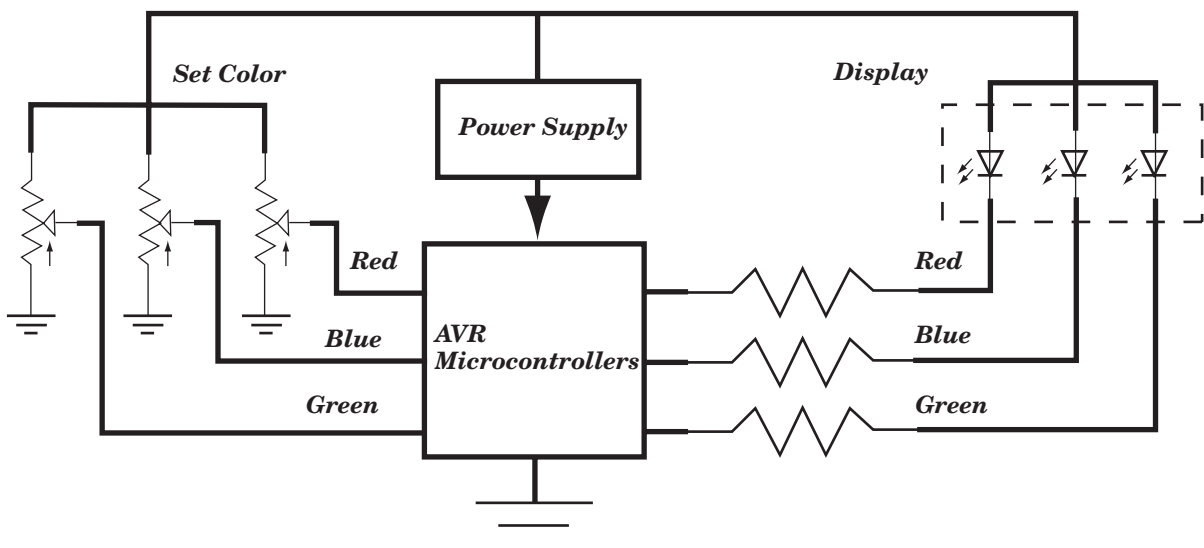 Set Color
Display
Power Supply
Red
Red
Blue
AVR
Microcontrollers
Blue
Green
Green